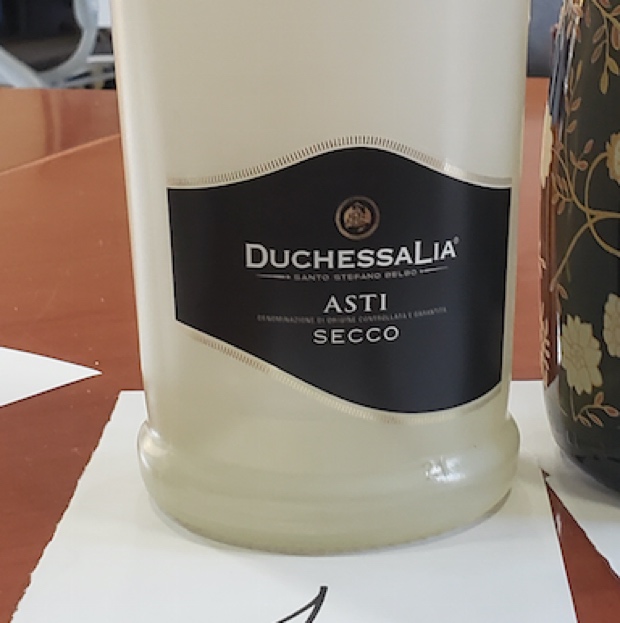 DUCHESSALIA®
SANTO STEFANO BELBO
ASTI
DENOMINAZIONE DI ORIGINE CONTROLLATA E GARANTITA
SECCO